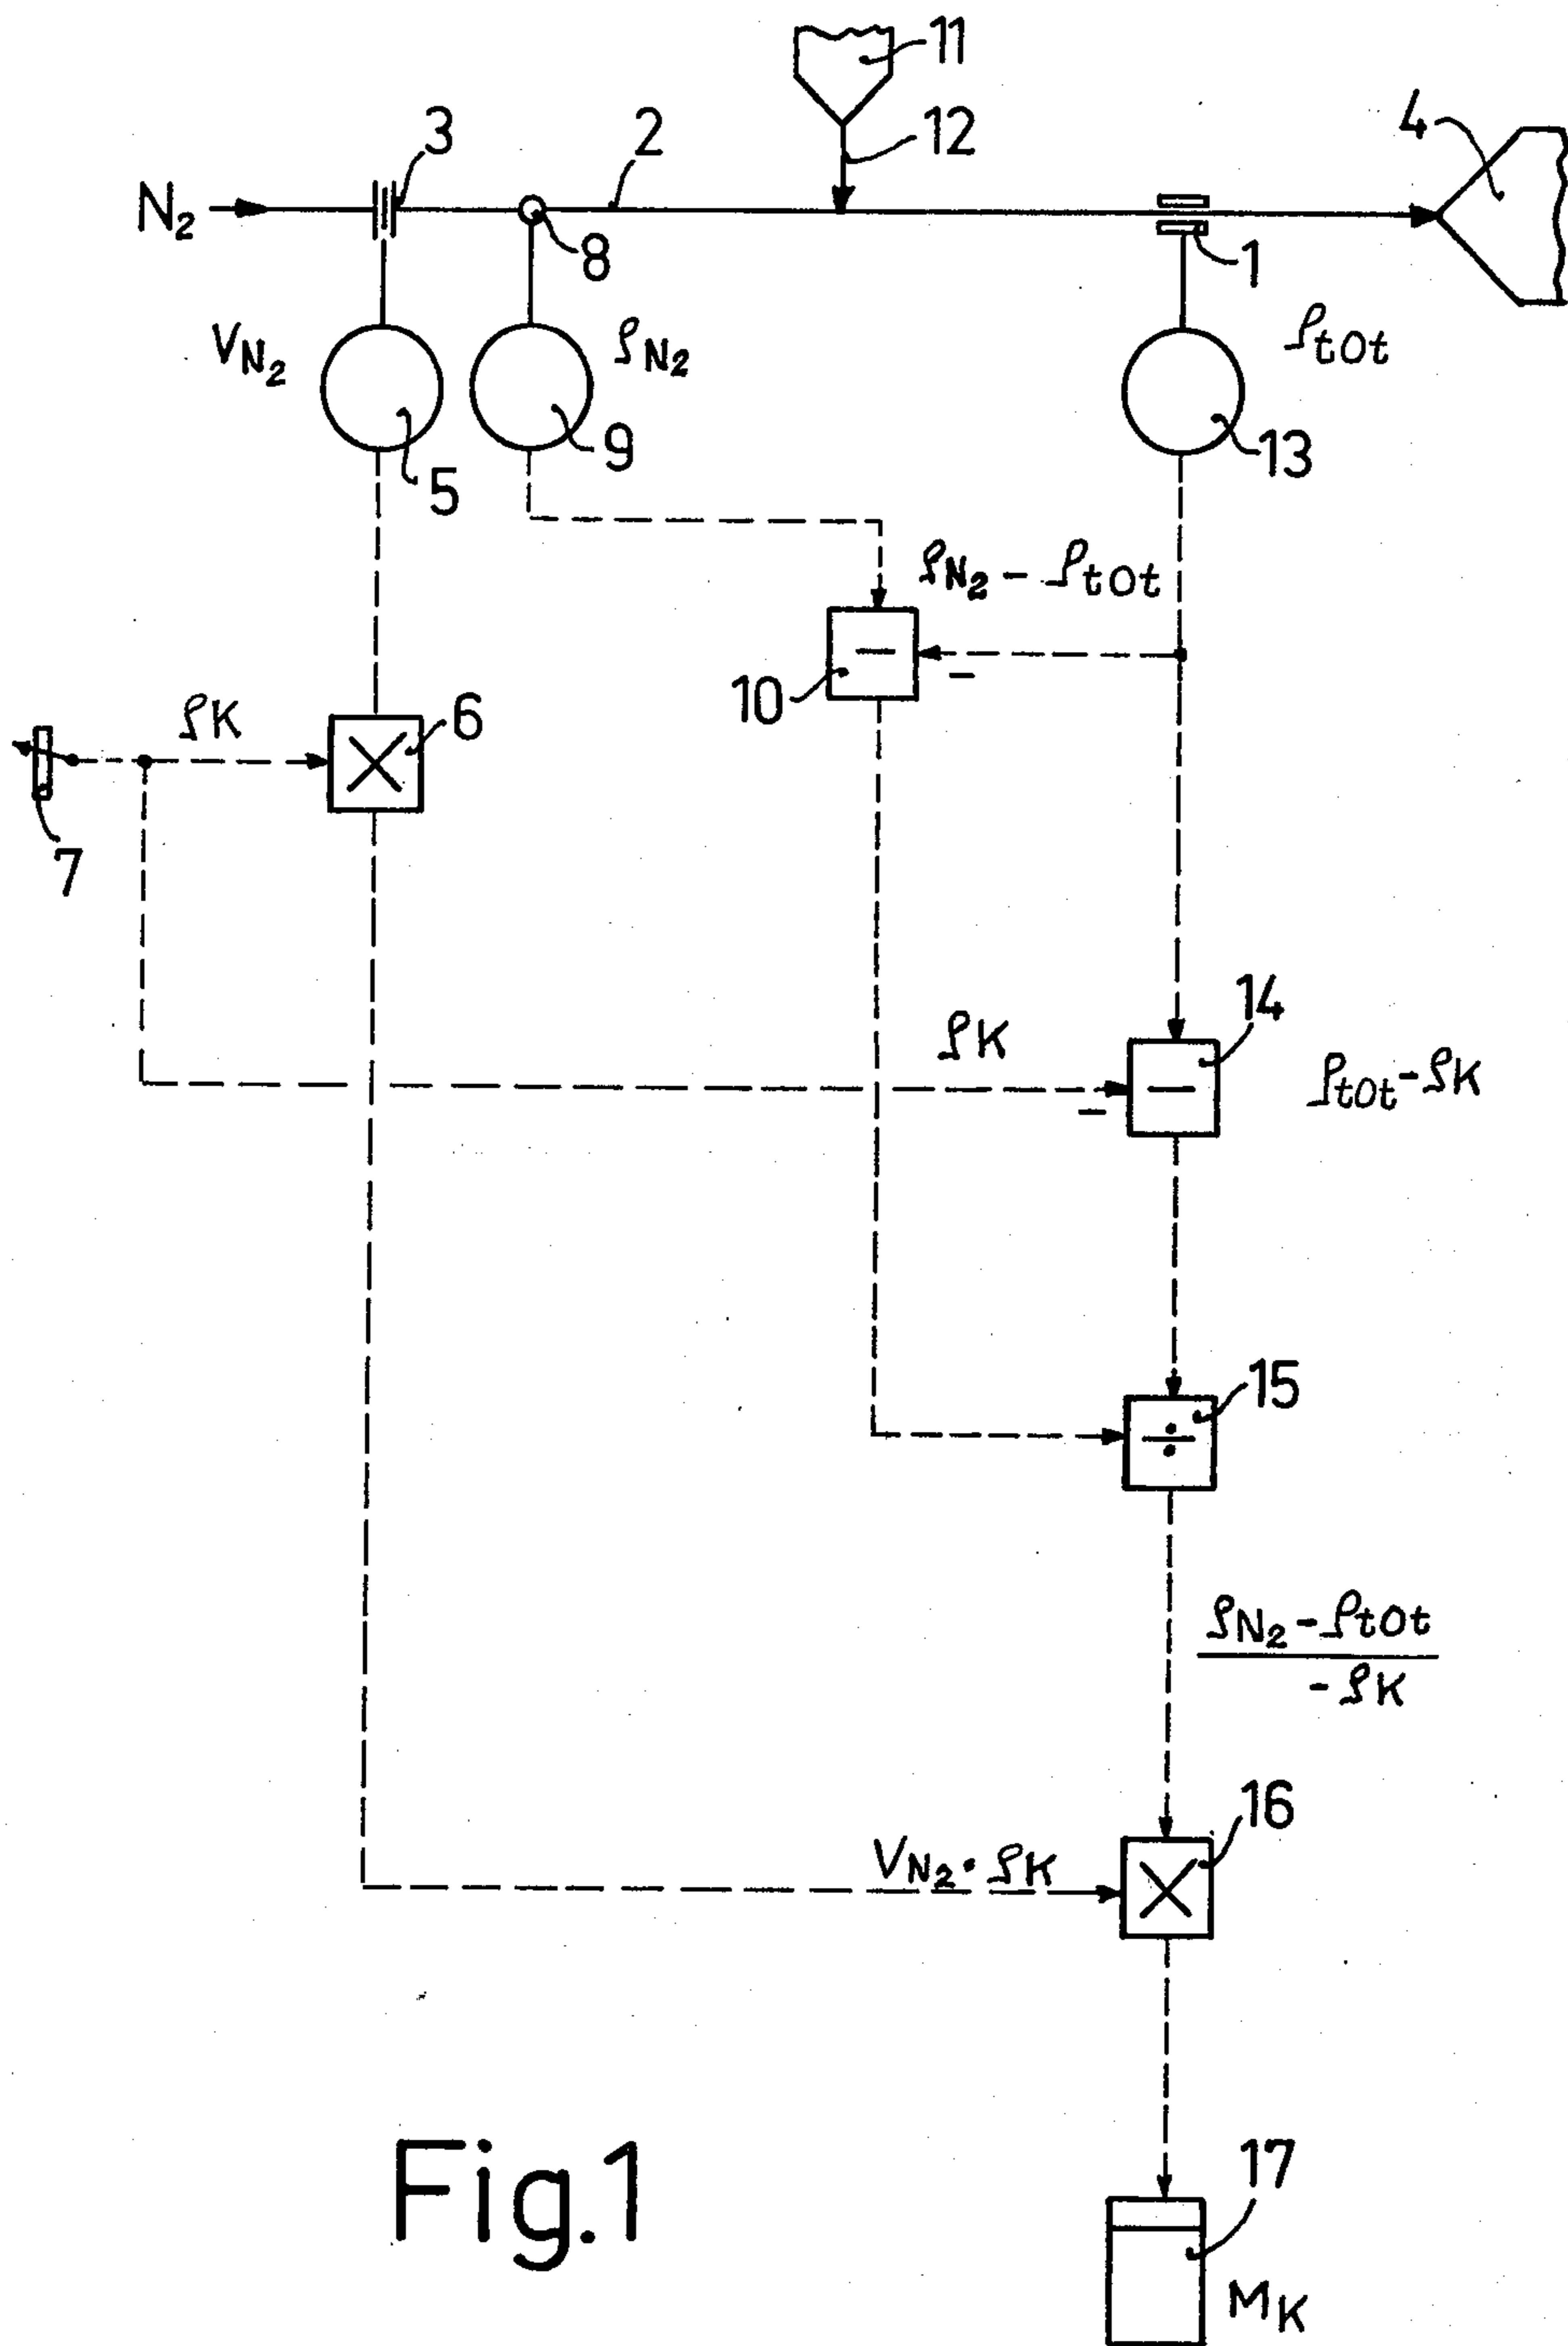 11
3
2
12
4
N₂
8
1
V_N₂
ρ_N₂
ρ_tot
5
9
13
ρ_N₂ - ρ_tot
-
10
ρK
6
7
14
ρK
-
ρ_tot - ρK
15
ρ_N₂ - ρ_tot
- ρK
16
V_N₂ · ρK
17
Fig.1
M_K